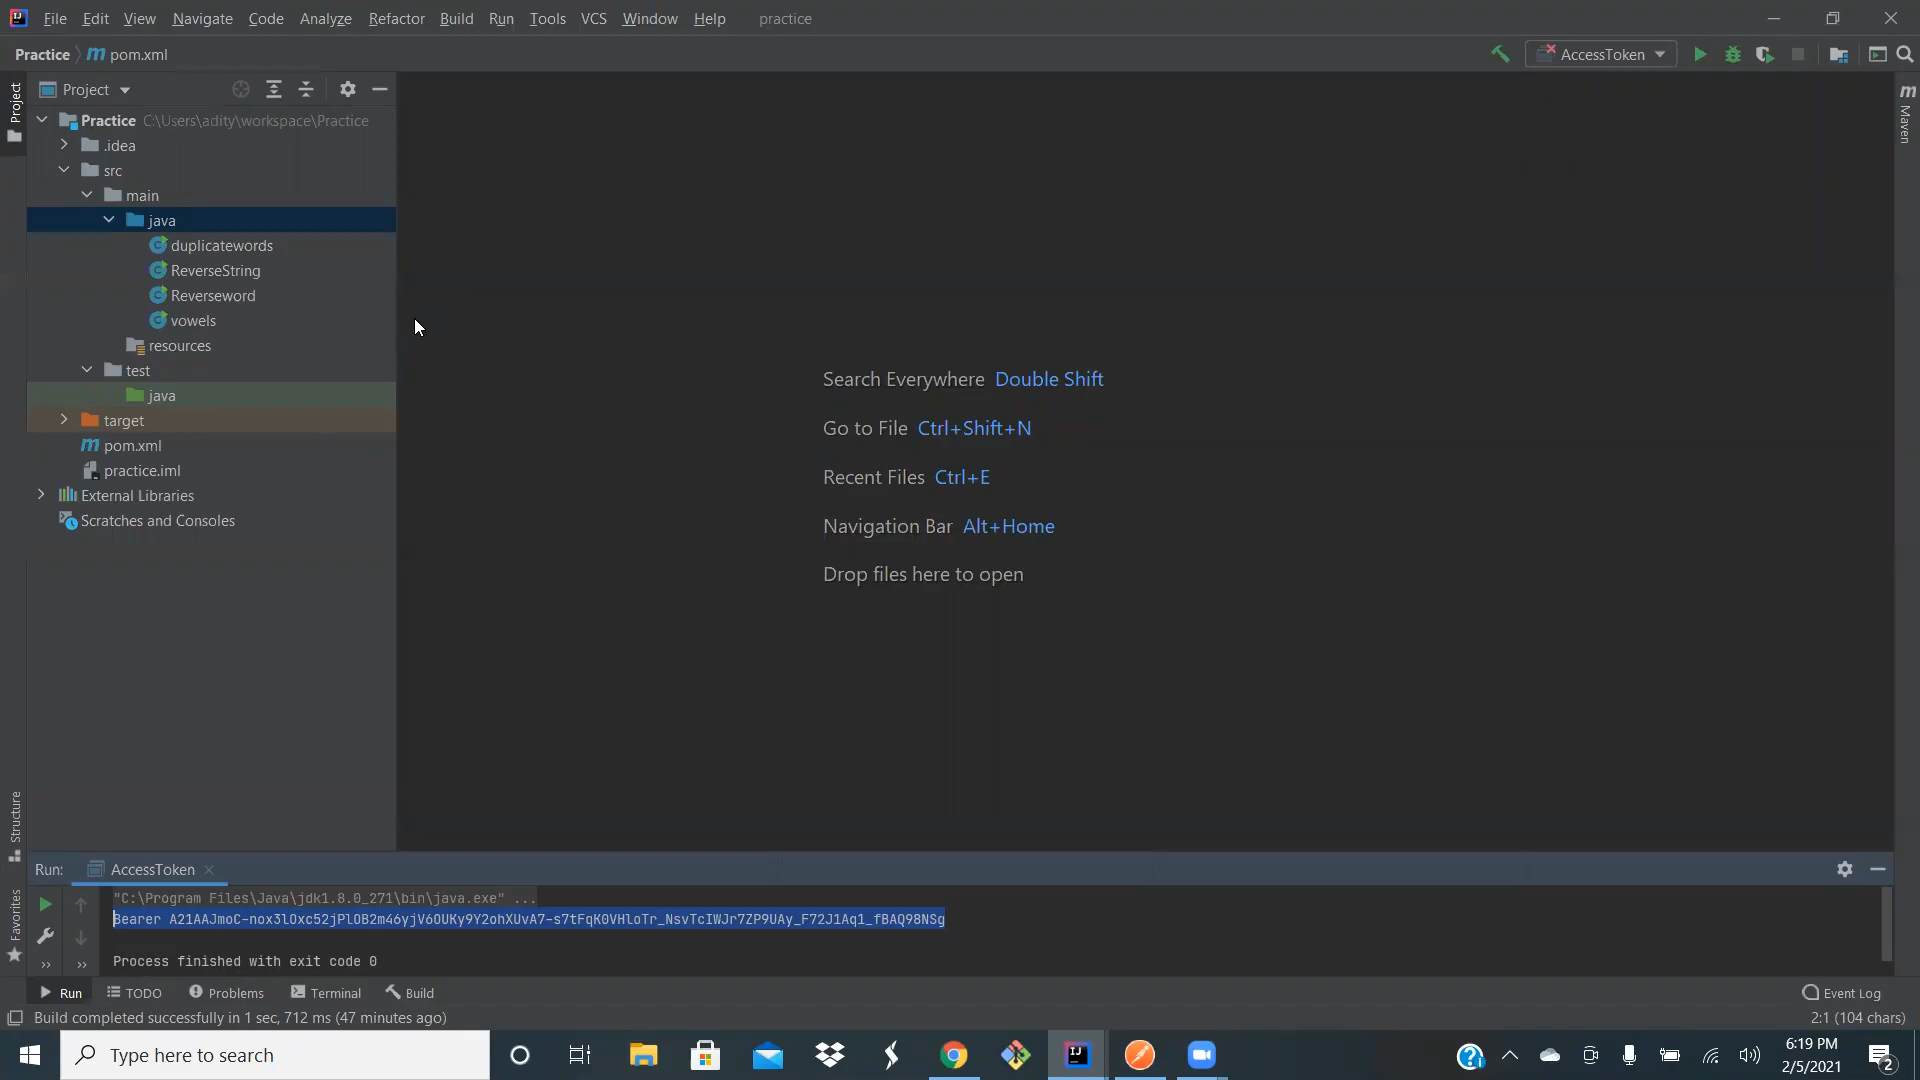 File Edit View Navigate Code Analyze Refactor Build Run Tools VCS Window Help practice
Practice pom.xml
AccessToken
Project
Project
Practice C:\Users\adity\workspace\Practice
.idea
src
main
java
duplicatewords
ReverseString
Reverseword
vowels
resources
test
java
target
pom.xml
practice.iml
External Libraries
Scratches and Consoles
Search Everywhere Double Shift
Go to File Ctrl+Shift+N
Recent Files Ctrl+E
Navigation Bar Alt+Home
Drop files here to open
Maven
Structure
Favorites
Run: AccessToken
"C:\Program Files\Java\jdk1.8.0_271\bin\java.exe" ...
Bearer A21AAJmoC-nox3lOxc52jPlOB2m46yjV6OUKy9Y2ohXUvA7-s7tFqK0VHloTr_NsvTcIWJr7ZP9UAy_F72J1Aq1_fBAQ98NSg
Process finished with exit code 0
Run TODO Problems Terminal Build Event Log
Build completed successfully in 1 sec, 712 ms (47 minutes ago) 2:1 (104 chars)
Type here to search
6:19 PM
2/5/2021
2